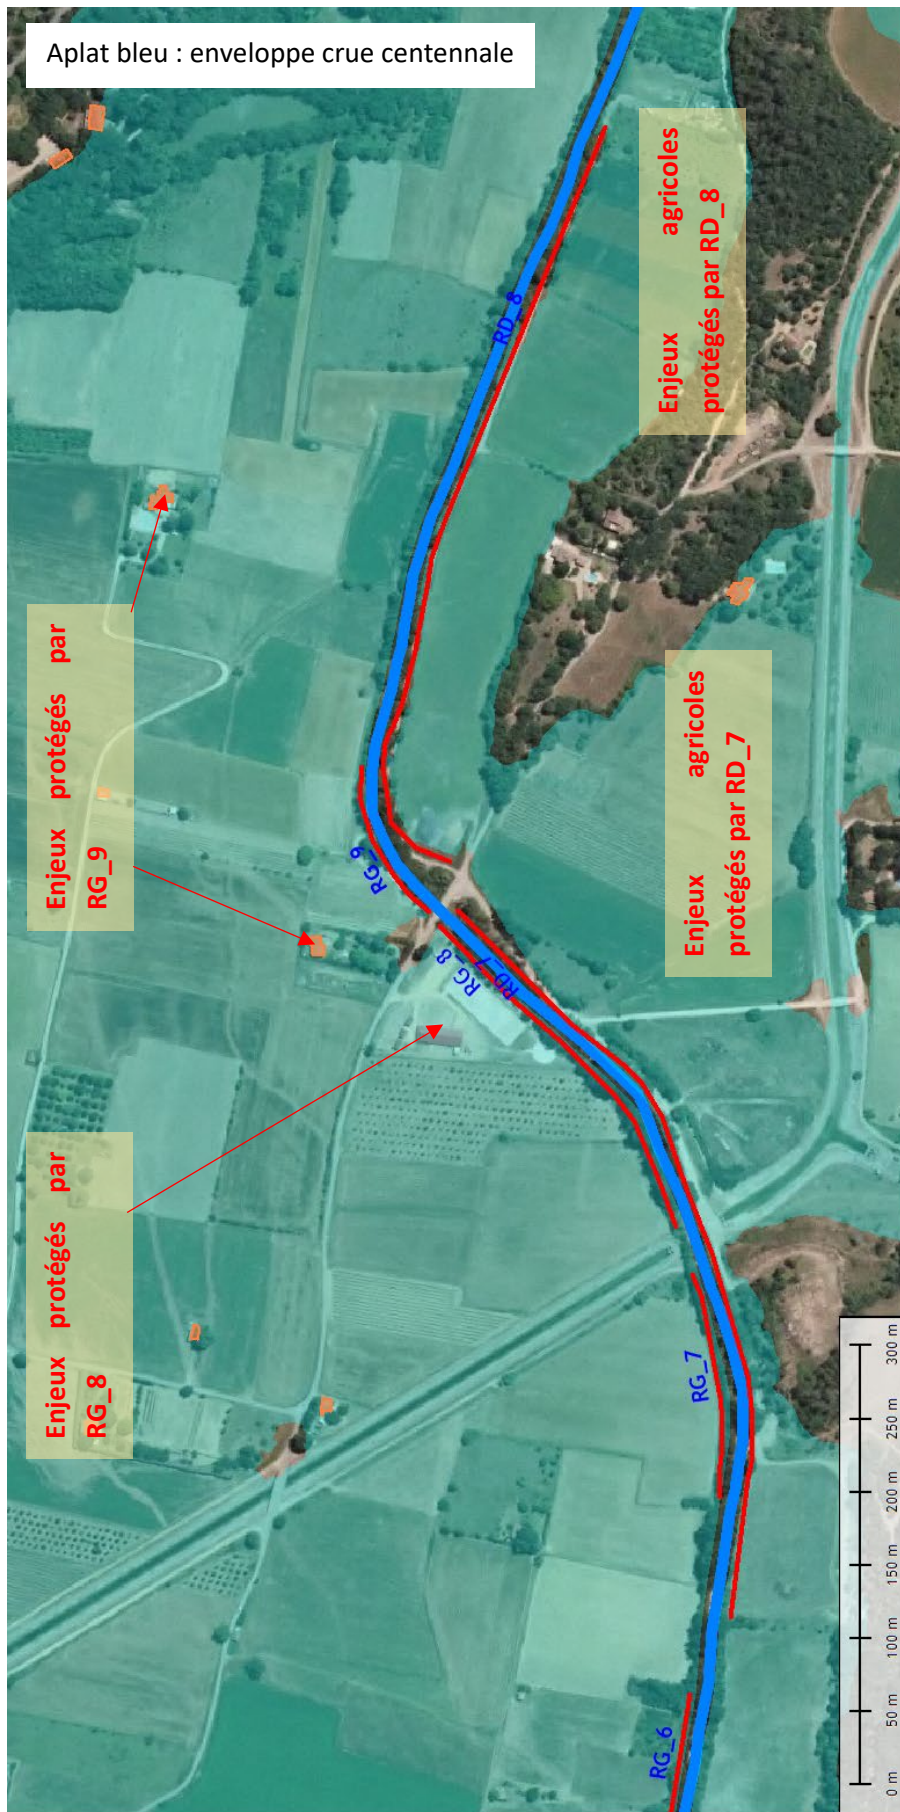 Aplat bleu : enveloppe crue centennale
Enjeux agricoles
protégés par RD_8
RD_8
Enjeux protégés par
RG_9
Enjeux agricoles
protégés par RD_7
RG_9
RG_8
RD_7
Enjeux protégés par
RG_8
RG_7
RG_6
0 m
50 m
100 m
150 m
200 m
250 m
300 m